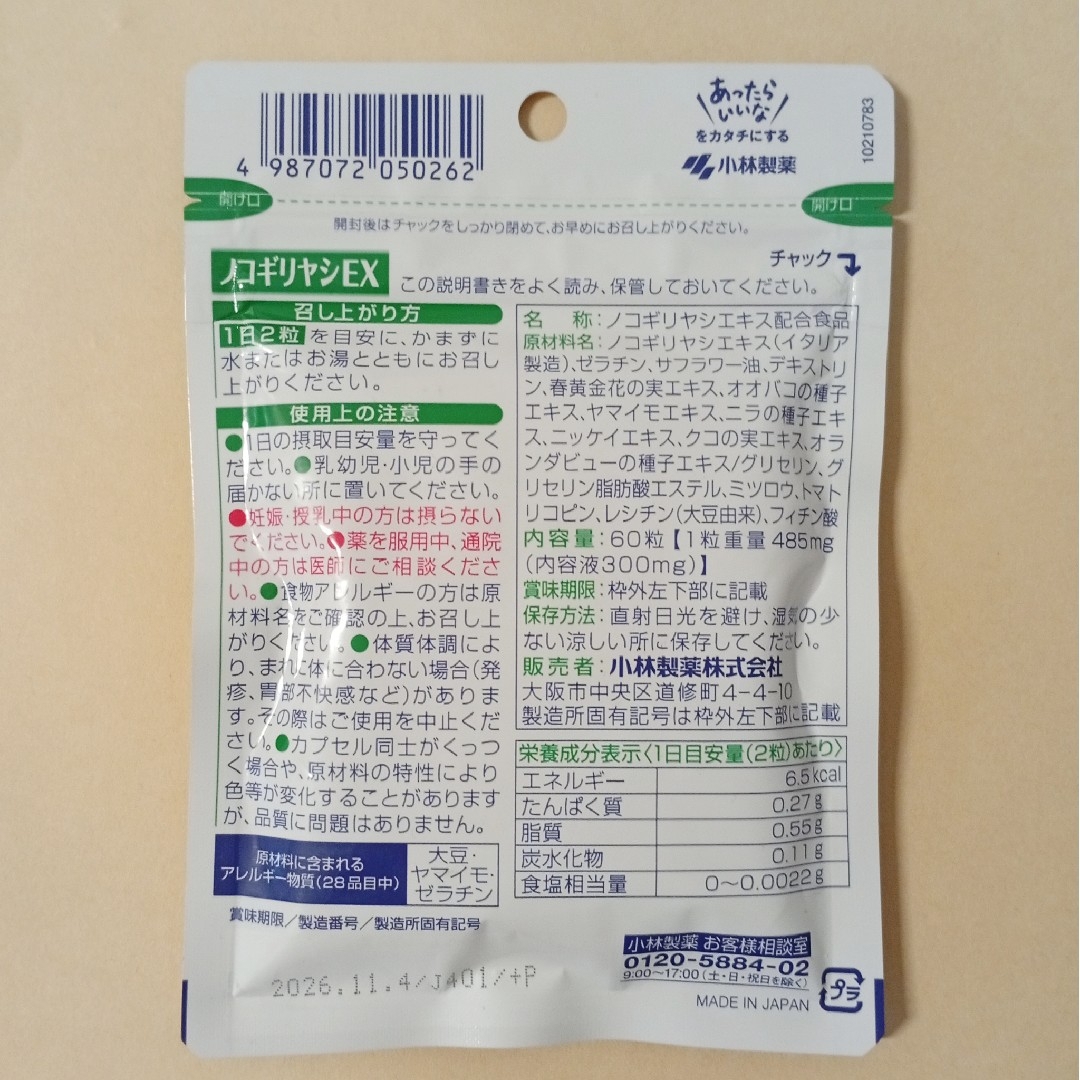 4 987072 050262
あったら
いいな
をカタチにする
小林製薬
10210783
開け口
開け口
開封後はチャックをしっかり閉めて、お早めにお召し上がりください。
チャック
ノコギリヤシEX
この説明書きをよく読み、保管しておいてください。
召し上がり方
1日2粒 を目安に、かまずに
水またはお湯とともにお召し
上がりください。
使用上の注意
●1日の摂取目安量を守ってく
ださい。●乳幼児・小児の手の
届かない所に置いてください。
●妊娠・授乳中の方は摂らない
でください。●薬を服用中、通院
中の方は医師にご相談くださ
い。●食物アレルギーの方は原
材料名をご確認の上、お召し上
がりください。●体質体調によ
り、まれに体に合わない場合(発
疹、胃部不快感など)がありま
す。その際はご使用を中止くだ
さい。●カプセル同士がくっつ
く場合や、原材料の特性により
色等が変化することがあります
が、品質に問題はありません。
原材料に含まれる
アレルギー物質(28品目中)
大豆・
ヤマイモ・
ゼラチン
賞味期限/製造番号/製造所固有記号
2026.11.4/J401/+P
名 称:ノコギリヤシエキス配合食品
原材料名:ノコギリヤシエキス(イタリア
製造)、ゼラチン、サフラワー油、デキストリ
ン、春黄金花の実エキス、オオバコの種子
エキス、ヤマイモエキス、ニラの種子エキ
ス、ニッケイエキス、クコの実エキス、オラ
ンダビューの種子エキス/グリセリン、グ
リセリン脂肪酸エステル、ミツロウ、トマト
リコピン、レシチン(大豆由来)、フィチン酸
内容量:60粒【1粒重量485mg
(内容液300mg)】
賞味期限:枠外左下部に記載
保存方法:直射日光を避け、湿気の少
ない涼しい所に保存してください。
販売者:小林製薬株式会社
大阪市中央区道修町4-4-10
製造所固有記号は枠外左下部に記載
栄養成分表示〈1日目安量(2粒)あたり〉
エネルギー 6.5kcal
たんぱく質 0.27g
脂質 0.55g
炭水化物 0.11g
食塩相当量 0~0.0022g
小林製薬 お客様相談室
0120-5884-02
9:00~17:00(土・日・祝日を除く)
MADE IN JAPAN
プラ